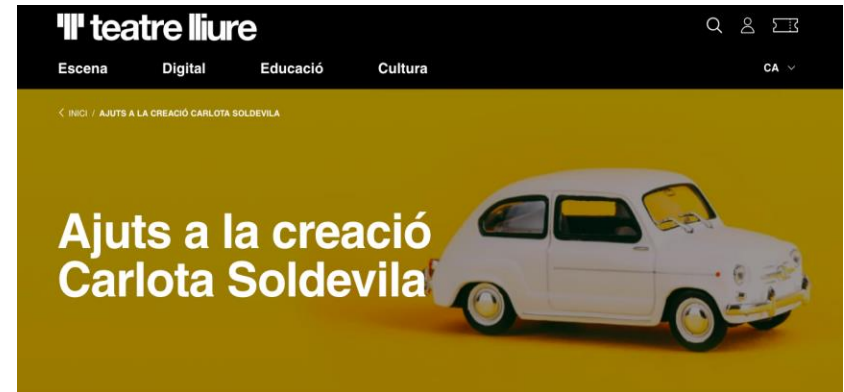 teatre lliure
Escena Digital Educació Cultura CA
INICI / AJUTS A LA CREACIÓ CARLOTA SOLDEVILA
Ajuts a la creació
Carlota Soldevila